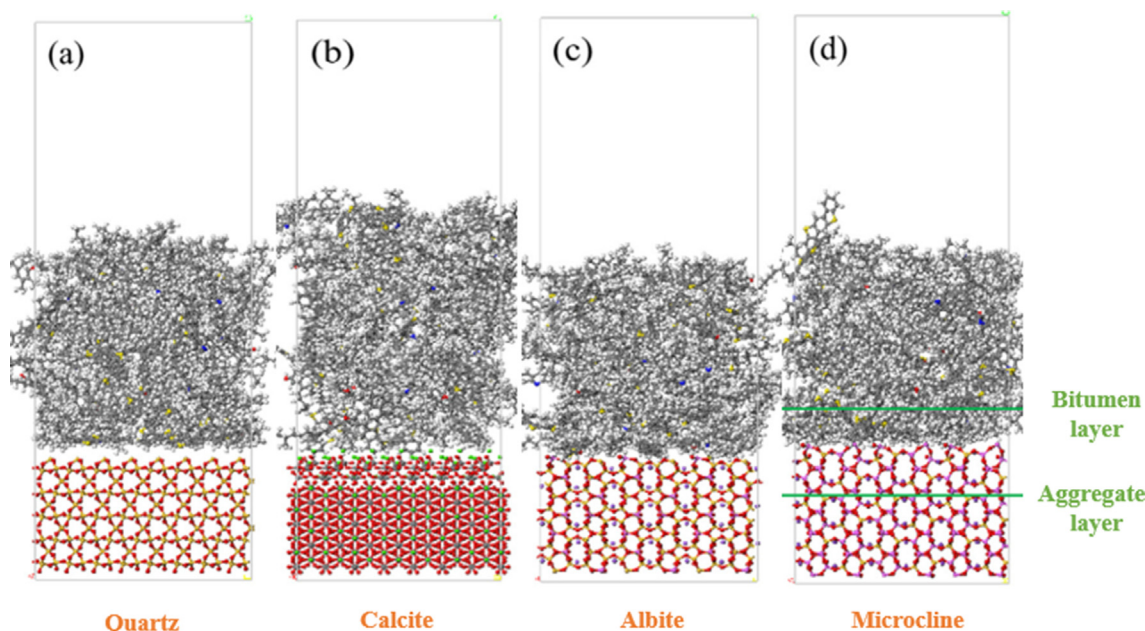 (a)
(b)
(c)
(d)
Bitumen
layer
Aggregate
layer
Quartz
Calcite
Albite
Microcline